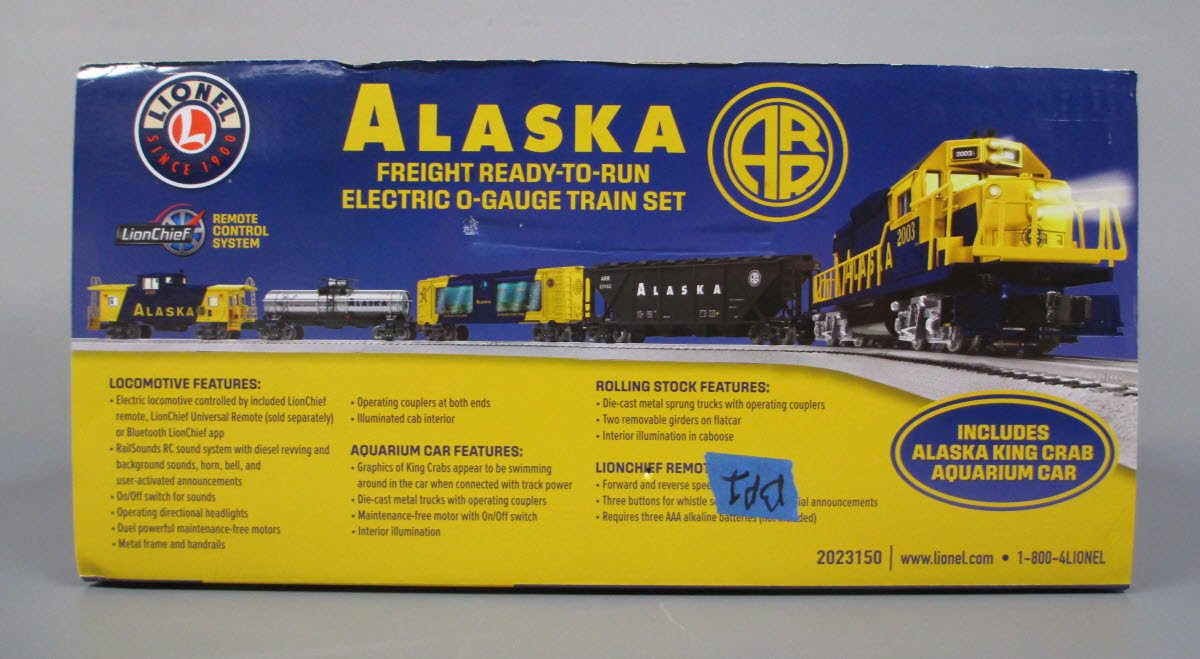 LIONEL
L
SINCE 1900
ALASKA
FREIGHT READY-TO-RUN
ELECTRIC O-GAUGE TRAIN SET
ARR
LionChief
REMOTE
CONTROL
SYSTEM
ALASKA
ALASKA
ALASKA
ARR
23152
ALASKA
2003
2003
ALASKA
LOCOMOTIVE FEATURES:
• Electric locomotive controlled by included LionChief
remote, LionChief Universal Remote (sold separately)
or Bluetooth LionChief app
• RailSounds RC sound system with diesel revving and
background sounds, horn, bell, and
user-activated announcements
• On/Off switch for sounds
• Operating directional headlights
• Duel powerful maintenance-free motors
• Metal frame and handrails
• Operating couplers at both ends
• Illuminated cab interior
AQUARIUM CAR FEATURES:
• Graphics of King Crabs appear to be swimming
around in the car when connected with track power
• Die-cast metal trucks with operating couplers
• Maintenance-free motor with On/Off switch
• Interior illumination
ROLLING STOCK FEATURES:
• Die-cast metal sprung trucks with operating couplers
• Two removable girders on flatcar
• Interior illumination in caboose
LIONCHIEF REMOT
• Forward and reverse spee
• Three buttons for whistle s ial announcements
• Requires three AAA alkaline batteries (not included)
BP1
INCLUDES
ALASKA KING CRAB
AQUARIUM CAR
2023150 | www.lionel.com • 1-800-4LIONEL